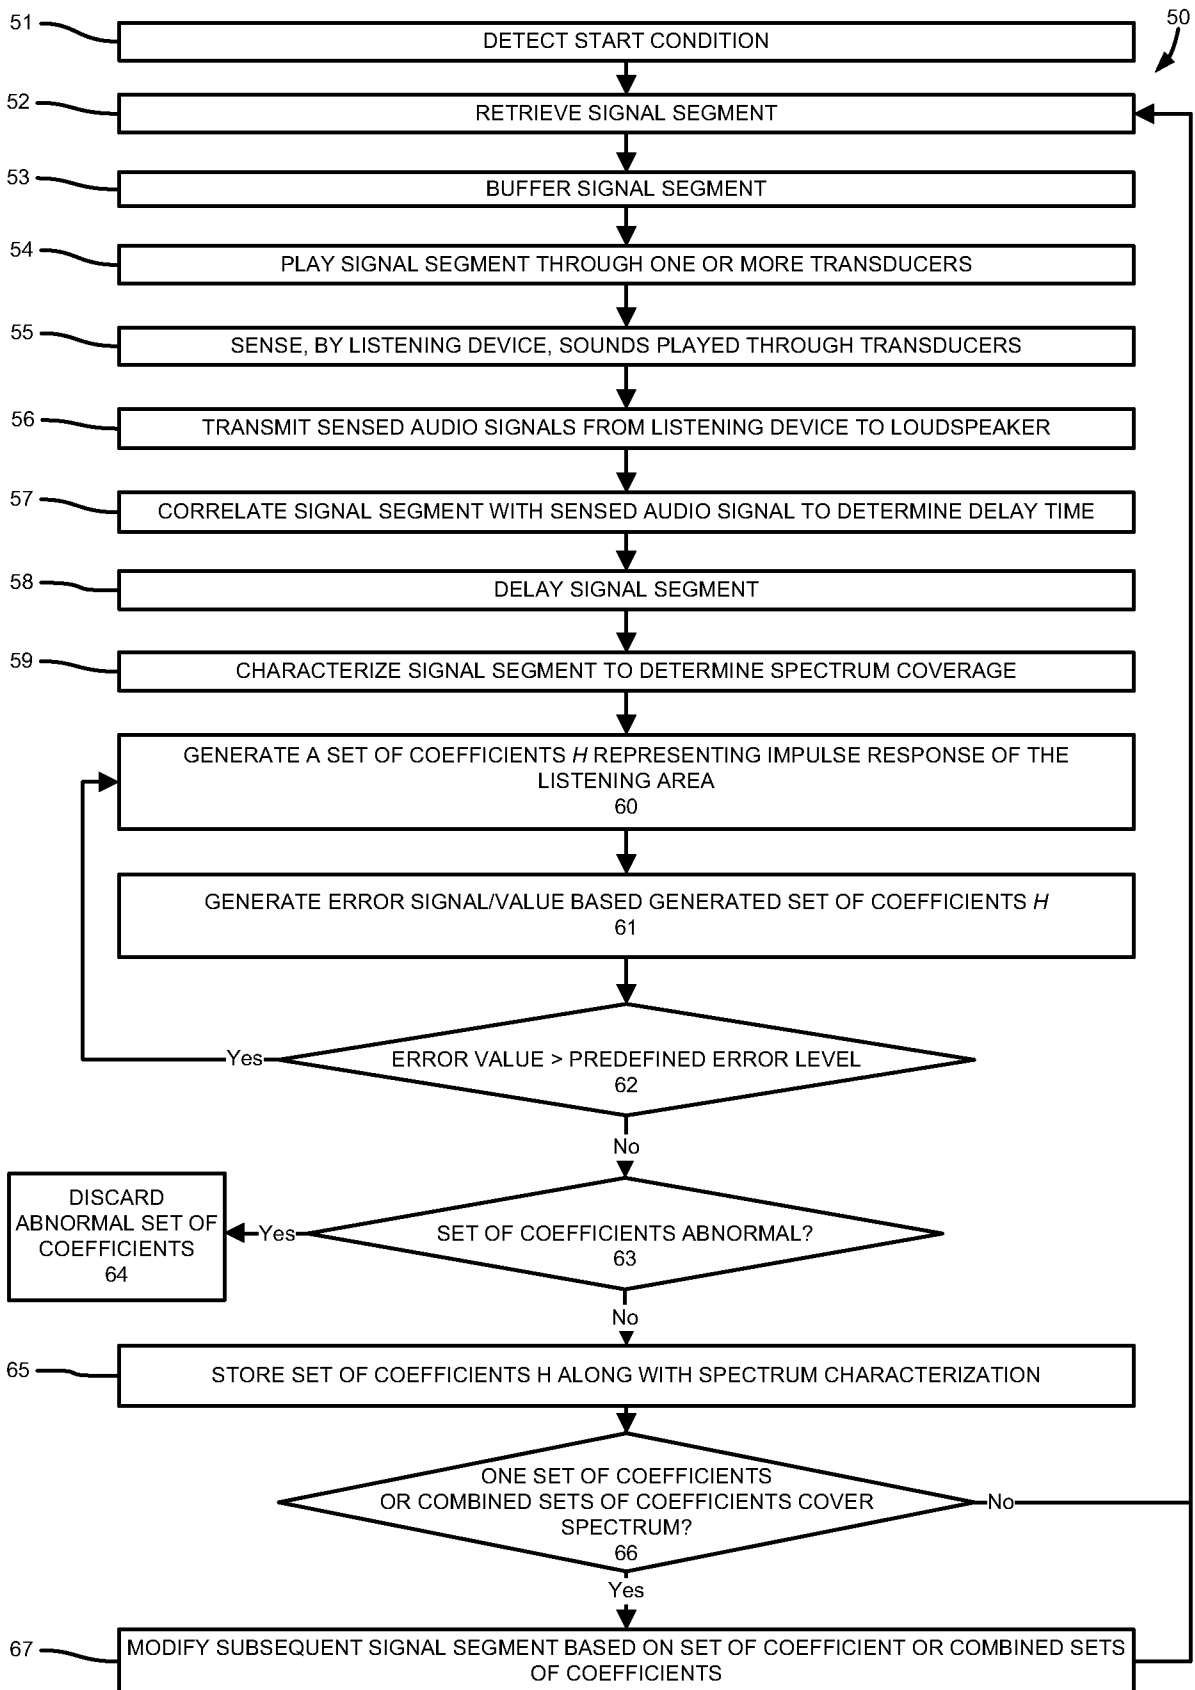 50
51
DETECT START CONDITION
52
RETRIEVE SIGNAL SEGMENT
53
BUFFER SIGNAL SEGMENT
54
PLAY SIGNAL SEGMENT THROUGH ONE OR MORE TRANSDUCERS
55
SENSE, BY LISTENING DEVICE, SOUNDS PLAYED THROUGH TRANSDUCERS
56
TRANSMIT SENSED AUDIO SIGNALS FROM LISTENING DEVICE TO LOUDSPEAKER
57
CORRELATE SIGNAL SEGMENT WITH SENSED AUDIO SIGNAL TO DETERMINE DELAY TIME
58
DELAY SIGNAL SEGMENT
59
CHARACTERIZE SIGNAL SEGMENT TO DETERMINE SPECTRUM COVERAGE
GENERATE A SET OF COEFFICIENTS H REPRESENTING IMPULSE RESPONSE OF THE
LISTENING AREA
60
GENERATE ERROR SIGNAL/VALUE BASED GENERATED SET OF COEFFICIENTS H
61
Yes
ERROR VALUE > PREDEFINED ERROR LEVEL
62
No
DISCARD
ABNORMAL SET OF
COEFFICIENTS
64
Yes
SET OF COEFFICIENTS ABNORMAL?
63
No
65
STORE SET OF COEFFICIENTS H ALONG WITH SPECTRUM CHARACTERIZATION
ONE SET OF COEFFICIENTS
OR COMBINED SETS OF COEFFICIENTS COVER
SPECTRUM?
66
No
Yes
67
MODIFY SUBSEQUENT SIGNAL SEGMENT BASED ON SET OF COEFFICIENT OR COMBINED SETS
OF COEFFICIENTS